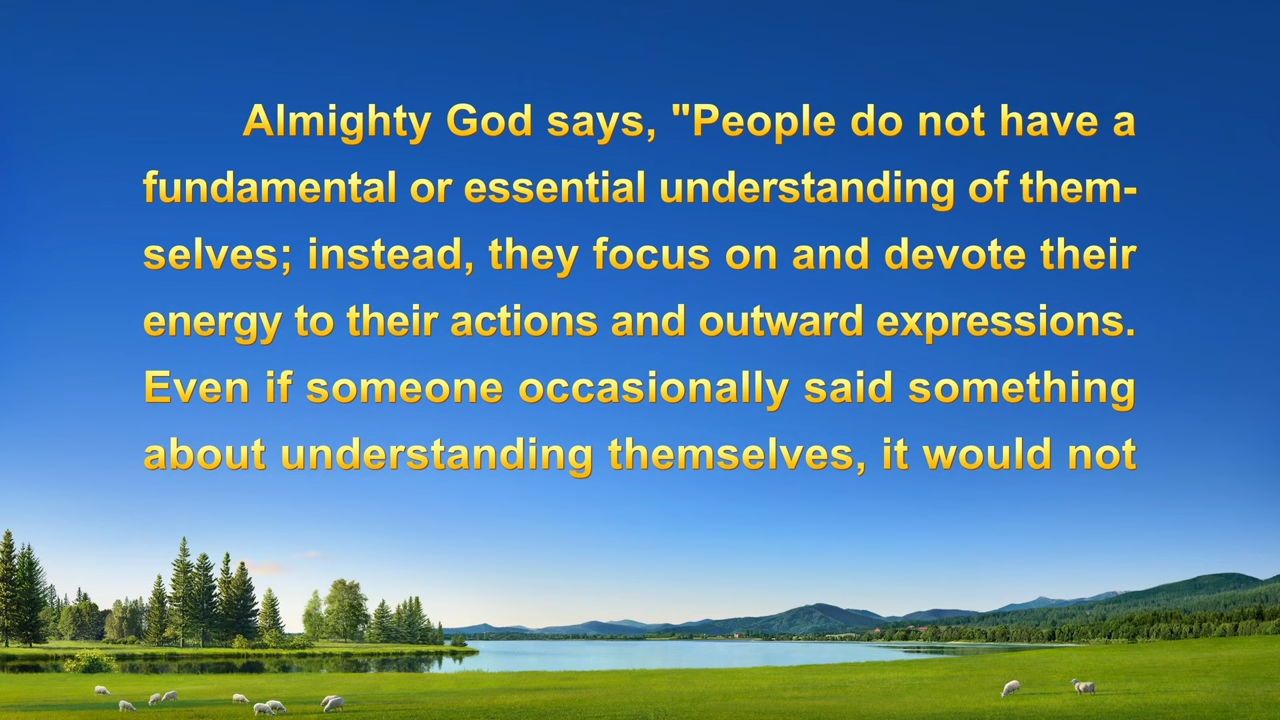 Almighty God says, "People do not have a
fundamental or essential understanding of them-
selves; instead, they focus on and devote their
energy to their actions and outward expressions.
Even if someone occasionally said something
about understanding themselves, it would not